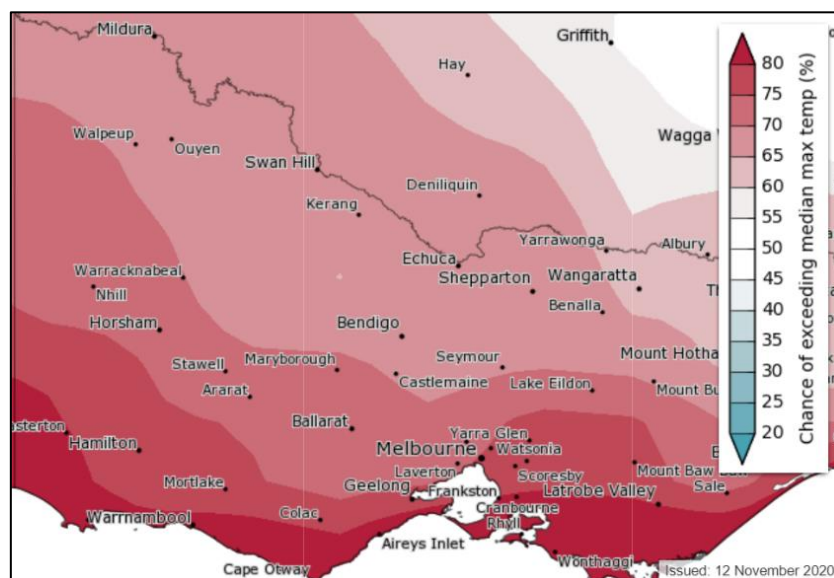 Mildura
Griffith
Hay
Walpeup
Ouyen
Wagga
Swan Hill
Deniliquin
Kerang
Yarrawonga
Albury
Echuca
Warracknabeal
Shepparton
Wangaratta
Nhill
Benalla
Horsham
Bendigo
Stawell
Maryborough
Seymour
Mount Hotha
Ararat
Castlemaine
Lake Eildon
Mount Bu
Ballarat
asterton
Hamilton
Melbourne
Yarra Glen
Watsonia
Laverton
Scoresby
Mount Baw Baw
Mortlake
Geelong
Frankston
Latrobe Valley
Sale
Warrnambool
Colac
Cranbourne
Rhyll
Aireys Inlet
Wonthaggi
Cape Otway
80
75
70
65
60
55
50
45
40
35
30
25
20
Chance of exceeding median max temp (%)
Issued: 12 November 2020